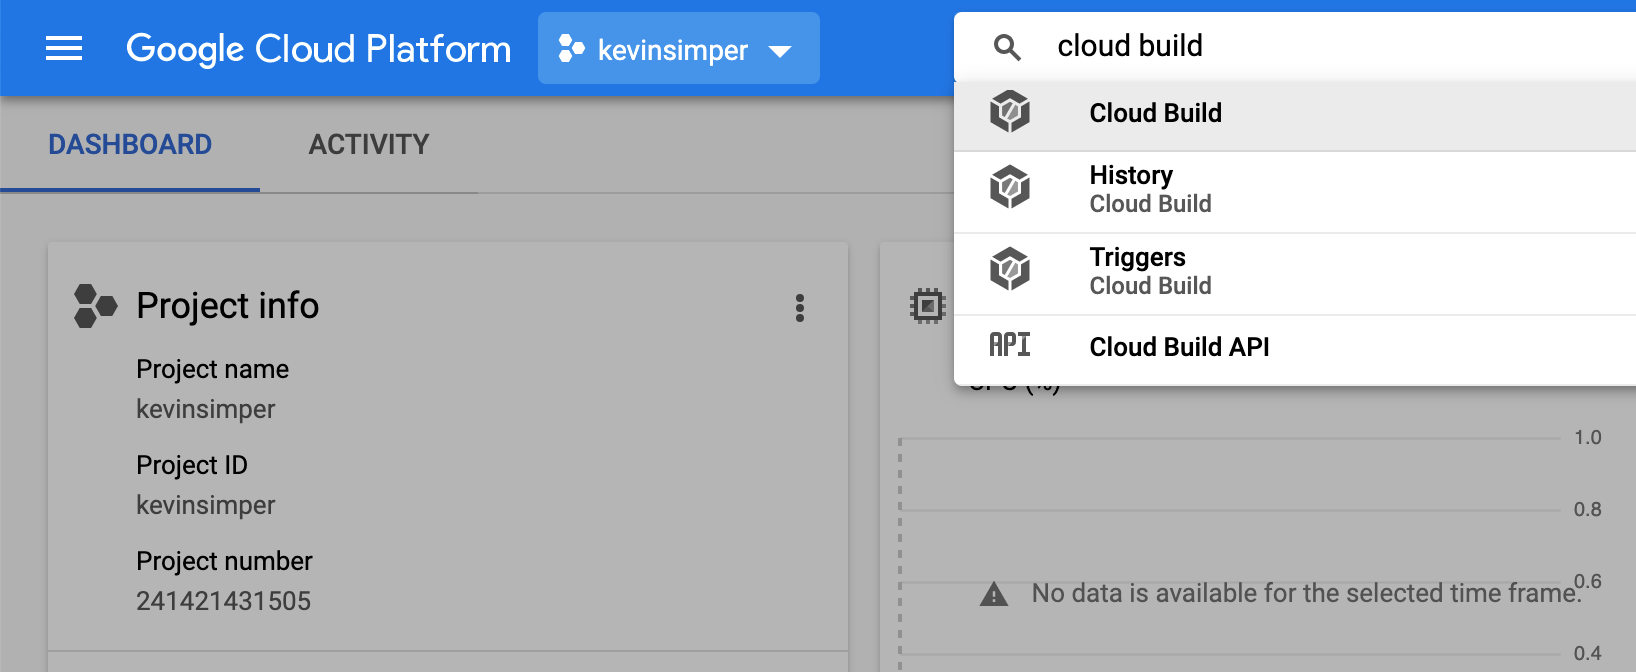 Google Cloud Platform
kevinsimper
cloud build
Cloud Build
History
Cloud Build
Triggers
Cloud Build
API
Cloud Build API
DASHBOARD
ACTIVITY
Project info
Project name
kevinsimper
Project ID
kevinsimper
Project number
241421431505
1.0
0.8
0.6
No data is available for the selected time frame.
0.4